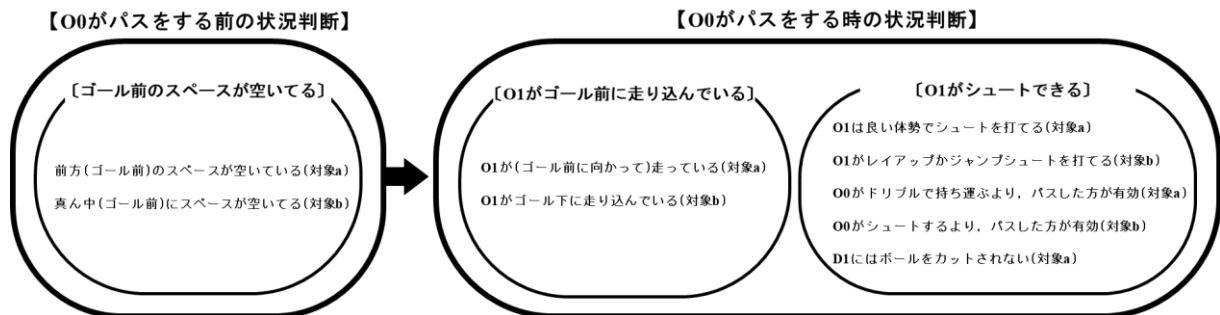 【O0がパスをする前の状況判断】
〔ゴール前のスペースが空いてる〕
前方(ゴール前)のスペースが空いている(対象a)
真ん中(ゴール前)にスペースが空いてる(対象b)
【O0がパスをする時の状況判断】
〔O1がゴール前に走り込んでいる〕
O1が(ゴール前に向かって)走っている(対象a)
O1がゴール下に走り込んでいる(対象b)
〔O1がシュートできる〕
O1は良い体勢でシュートを打てる(対象a)
O1がレイアップかジャンプシュートを打てる(対象b)
O0がドリブルで持ち運ぶより，パスした方が有効(対象a)
O0がシュートするより，パスした方が有効(対象b)
D1にはボールをカットされない(対象a)